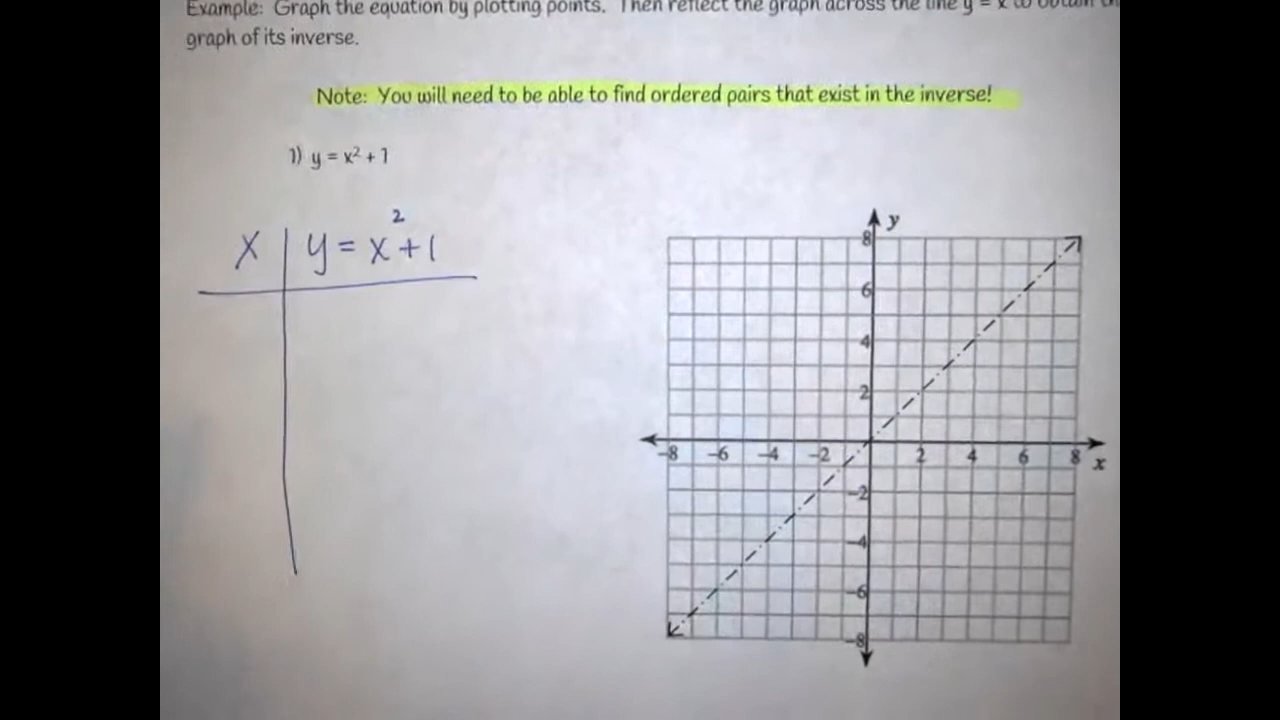 Example: Graph the equation by plotting points. Then reflect the graph across the line y = x to obtain
graph of its inverse.
Note: You will need to be able to find ordered pairs that exist in the inverse!
1) y = x² + 1
x y = x² + 1
y
8
6
4
2
-8 -6 -4 -2 2 4 6 8 x
-2
-4
-6
-8